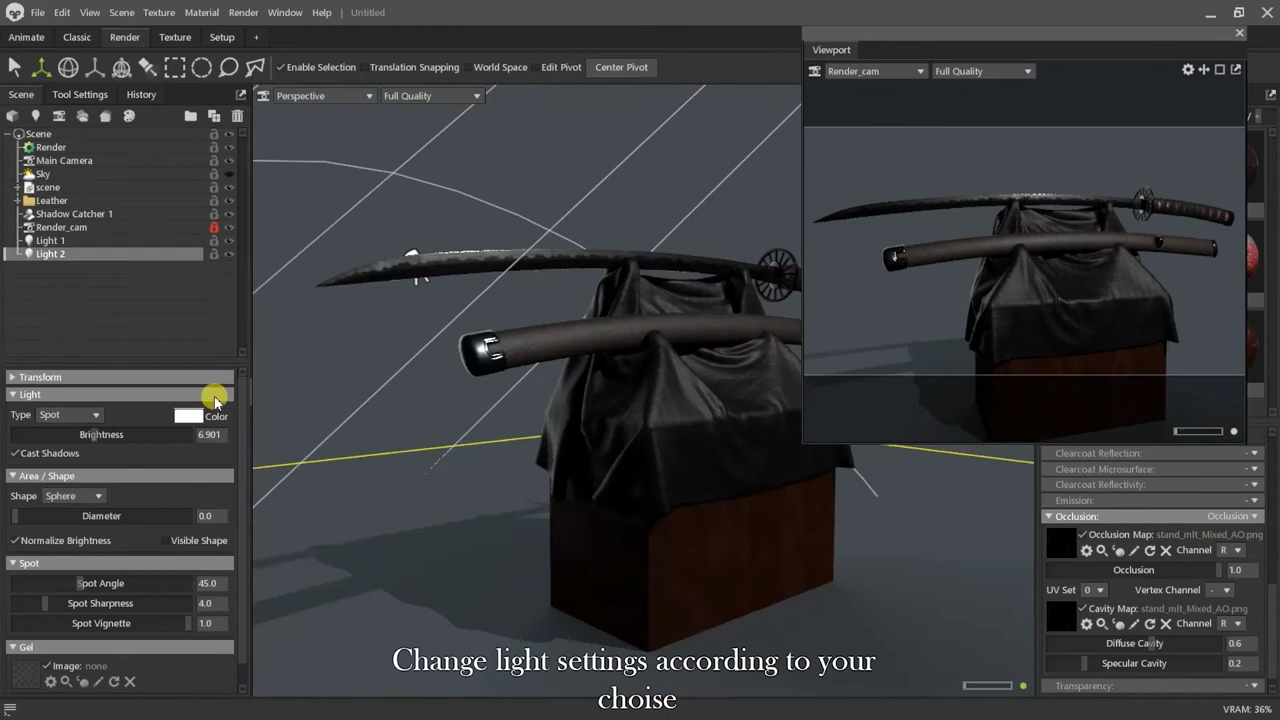 File Edit View Scene Texture Material Render Window Help Untitled
Animate Classic Render Texture Setup +
Enable Selection Translation Snapping World Space Edit Pivot Center Pivot
Viewport
Render_cam Full Quality
Scene Tool Settings History
Perspective Full Quality
Scene
Render
Main Camera
Sky
scene
Leather
Shadow Catcher 1
Render_cam
Light 1
Light 2
Transform
Light
Type Spot Color
Brightness 6.901
Cast Shadows
Area / Shape
Shape Sphere
Diameter 0.0
Normalize Brightness Visible Shape
Spot
Spot Angle 45.0
Spot Sharpness 4.0
Spot Vignette 1.0
Gel
Image: none
Clearcoat Reflection: -
Clearcoat Microsurface: -
Clearcoat Reflectivity: -
Emission: -
Occlusion: Occlusion
Occlusion Map: stand_mlt_Mixed_AO.png
Channel R
Occlusion 1.0
UV Set 0 Vertex Channel -
Cavity Map: stand_mlt_Mixed_AO.png
Channel R
Diffuse Cavity 0.6
Specular Cavity 0.2
Transparency: -
Change light settings according to your
choise
VRAM: 36%